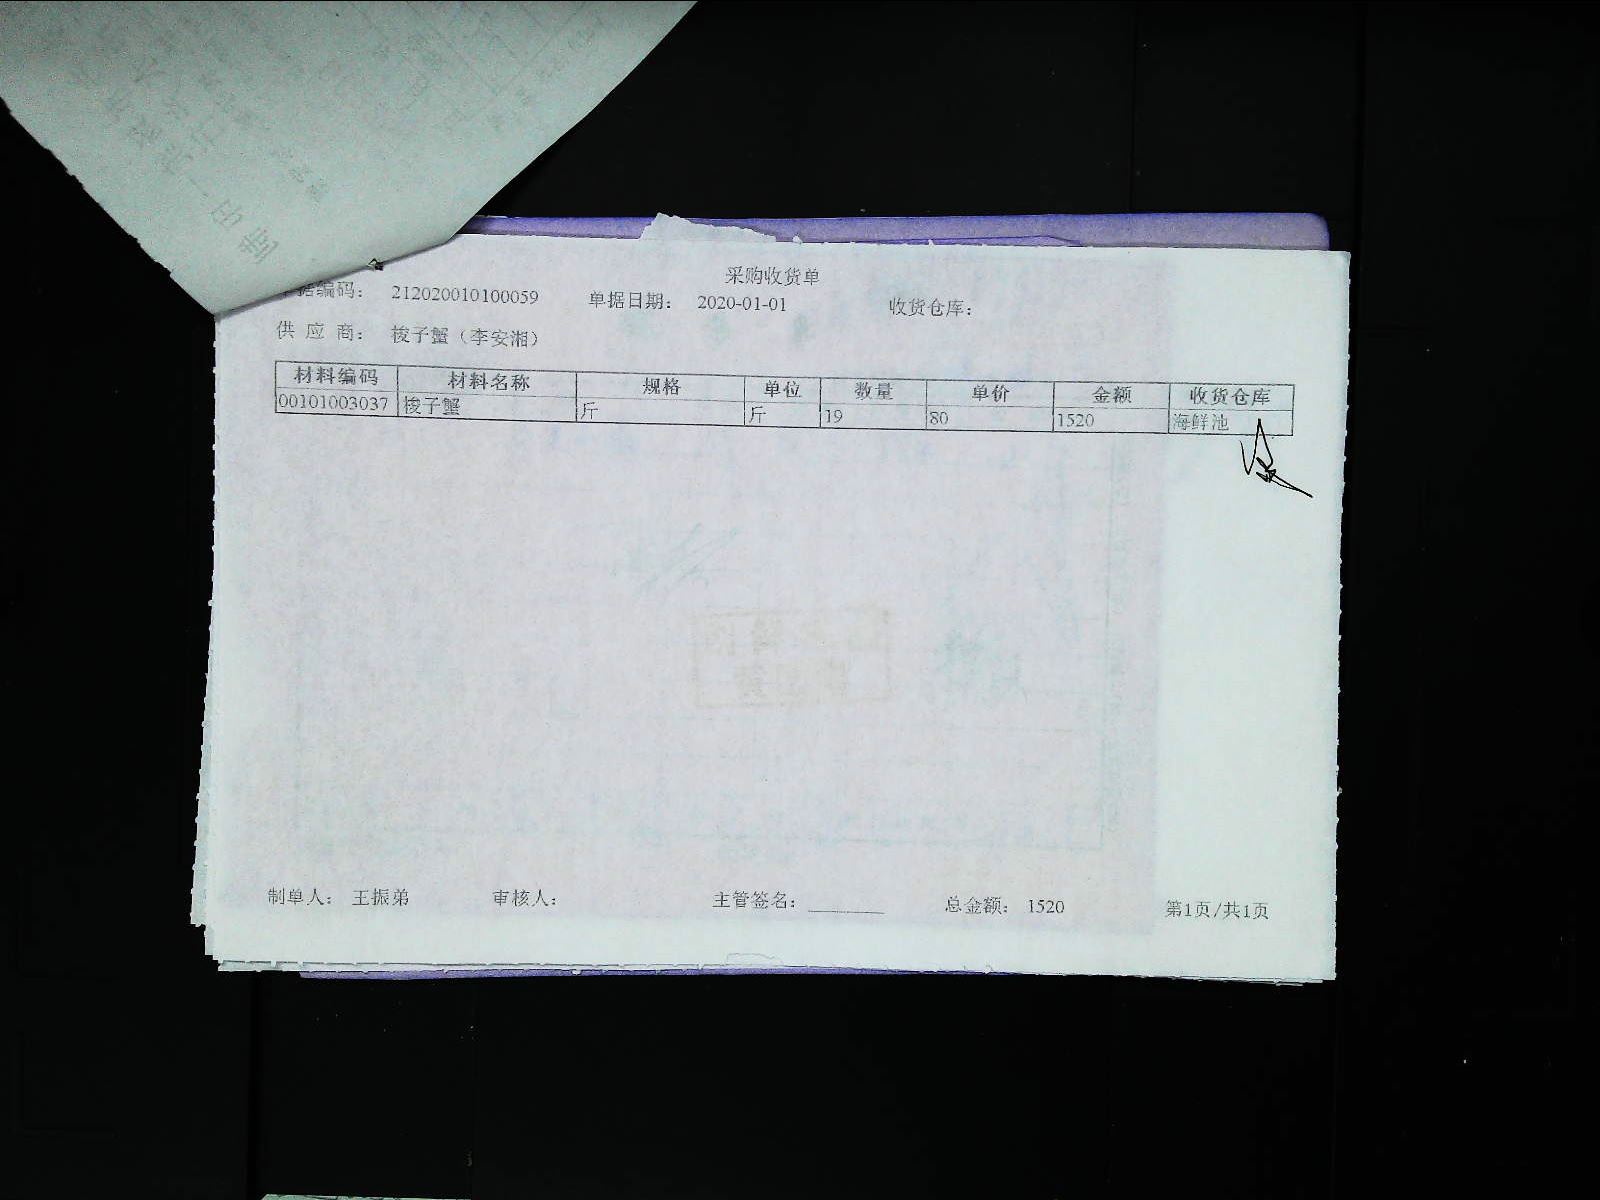 采购收货单
单据编码： 212020010100059 单据日期： 2020-01-01 收货仓库：
供 应 商： 梭子蟹（李安湘）
材料编码 材料名称 规格 单位 数量 单价 金额 收货仓库
00101003037 梭子蟹 斤 斤 19 80 1520 海鲜池
制单人： 王振弟 审核人： 主管签名： 总金额： 1520 第1页/共1页